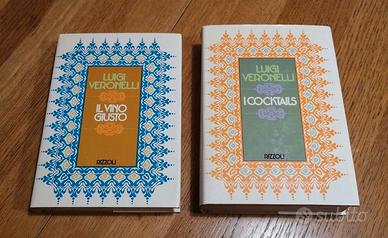 LUIGI
VERONELLI
IL VINO
GIUSTO
RIZZOLI
LUIGI
VERONELLI
I COCKTAILS
RIZZOLI
subito